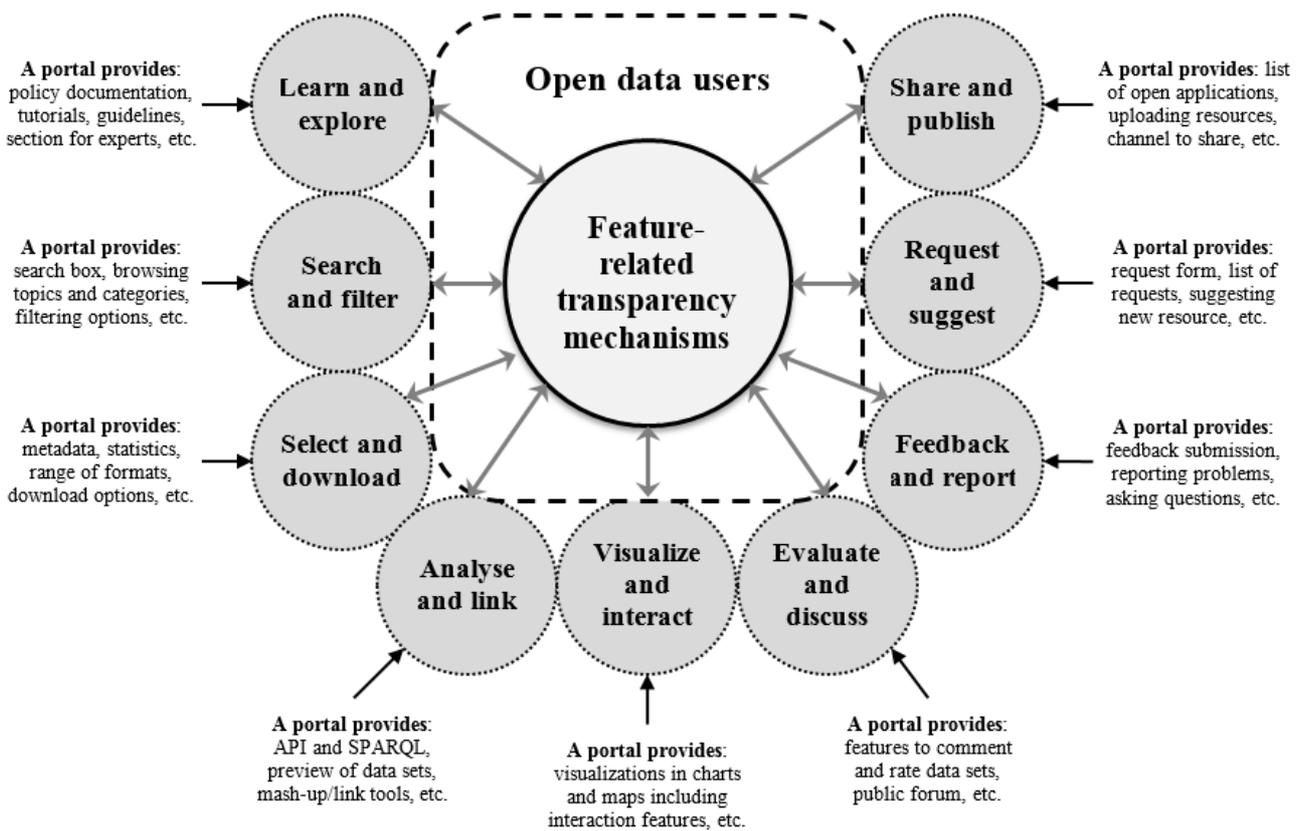 Open data users
Feature-
related
transparency
mechanisms
A portal provides:
policy documentation,
tutorials, guidelines,
section for experts, etc.
Learn and
explore
A portal provides:
search box, browsing
topics and categories,
filtering options, etc.
Search
and filter
A portal provides:
metadata, statistics,
range of formats,
download options, etc.
Select and
download
Analyse
and link
A portal provides:
API and SPARQL,
preview of data sets,
mash-up/link tools, etc.
Visualize
and
interact
A portal provides:
visualizations in charts
and maps including
interaction features, etc.
Evaluate
and
discuss
A portal provides:
features to comment
and rate data sets,
public forum, etc.
Feedback
and report
A portal provides:
feedback submission,
reporting problems,
asking questions, etc.
Request
and
suggest
A portal provides:
request form, list of
requests, suggesting
new resource, etc.
Share and
publish
A portal provides: list
of open applications,
uploading resources,
channel to share, etc.